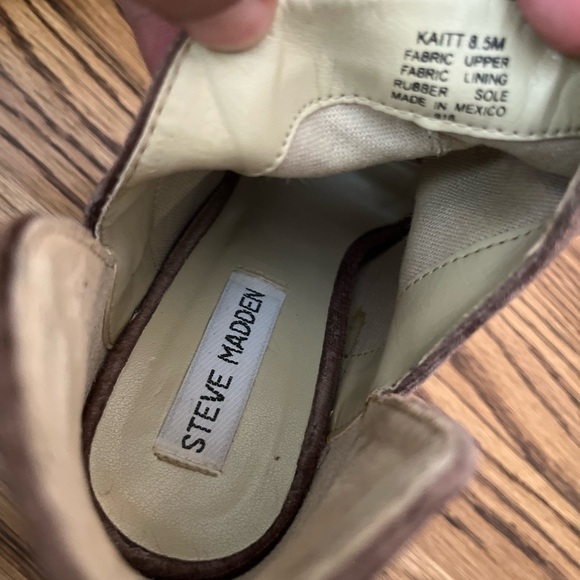 KAITT 8.5M
FABRIC UPPER
FABRIC LINING
RUBBER SOLE
MADE IN MEXICO
STEVE MADDEN